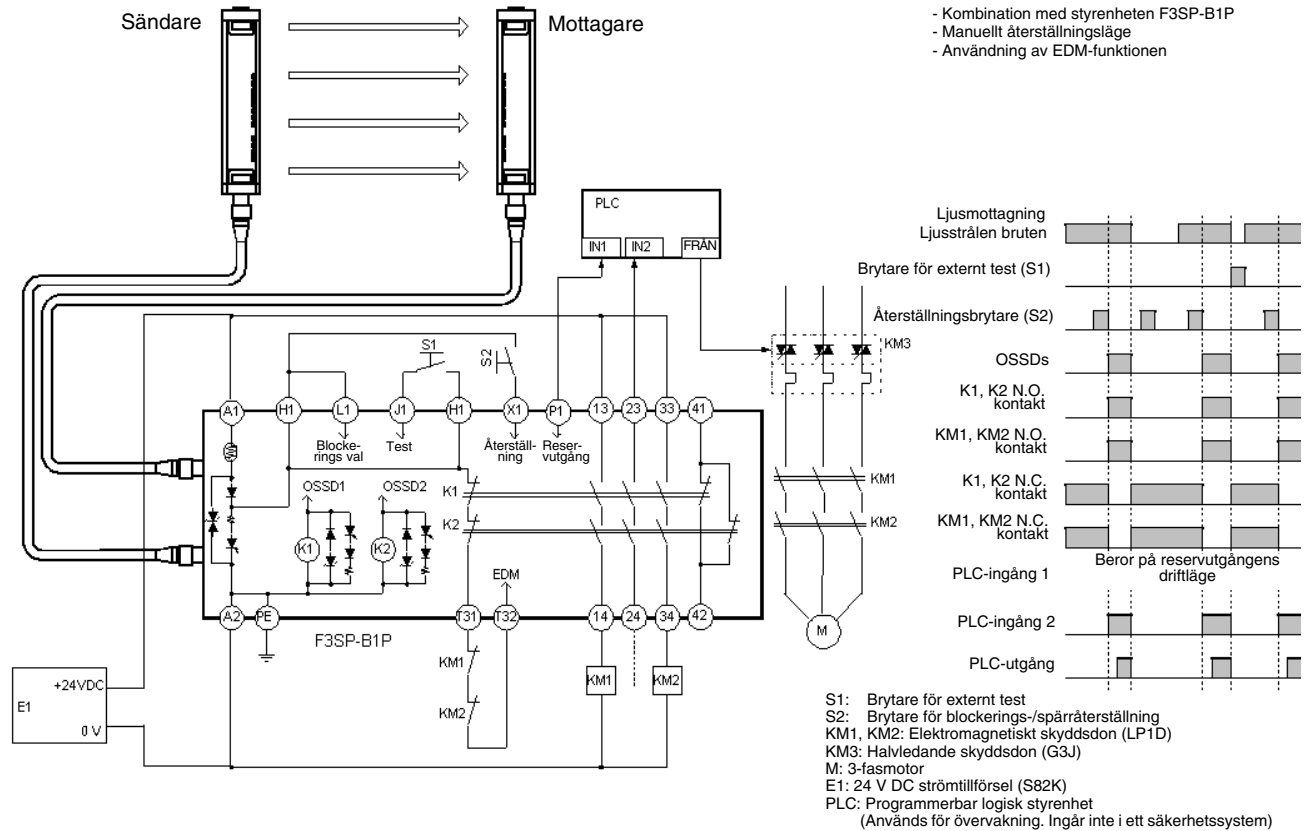 Sändare
Mottagare
- Kombination med styrenheten F3SP-B1P
- Manuellt återställningsläge
- Användning av EDM-funktionen
PLC
IN1
IN2
FRÅN
KM3
S1
S2
A1
H1
L1
J1
H1
X1
P1
13
23
33
41
Blocke-
rings val
Test
Återställ-
ning
Reser-
vutgång
OSSD1
OSSD2
K1
K2
K1
K2
EDM
KM1
KM2
M
A2
PE
T31
T32
14
24
34
42
F3SP-B1P
KM1
KM2
KM1
KM2
+24VDC
E1
0 V
Ljusmottagning
Ljusstrålen bruten
Brytare för externt test (S1)
Återställningsbrytare (S2)
OSSDs
K1, K2 N.O.
kontakt
KM1, KM2 N.O.
kontakt
K1, K2 N.C.
kontakt
KM1, KM2 N.C.
kontakt
Beror på reservutgångens
driftläge
PLC-ingång 1
PLC-ingång 2
PLC-utgång
S1: Brytare för externt test
S2: Brytare för blockerings-/spärråterställning
KM1, KM2: Elektromagnetiskt skyddsdon (LP1D)
KM3: Halvledande skyddsdon (G3J)
M: 3-fasmotor
E1: 24 V DC strömtillförsel (S82K)
PLC: Programmerbar logisk styrenhet
(Används för övervakning. Ingår inte i ett säkerhetssystem)